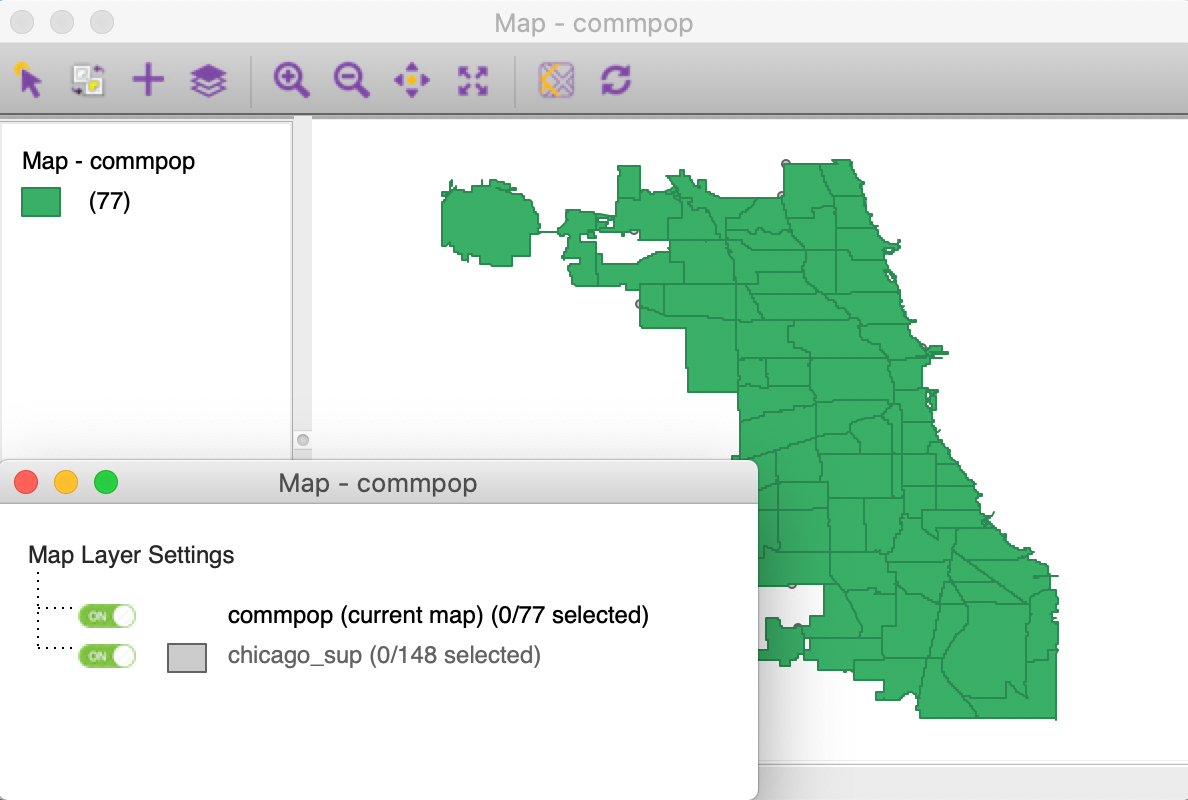 Map - commpop
Map - commpop
(77)
Map - commpop
Map Layer Settings
ON
commpop (current map) (0/77 selected)
ON
chicago_sup (0/148 selected)